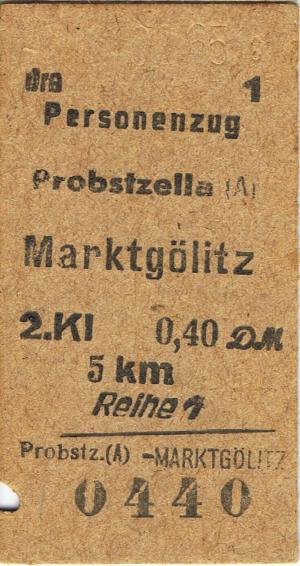 dra 1
Personenzug
Probstzella (A)
Marktgölitz
2.Kl 0,40 DM
5 km
Reihe 1
Probstz.(A) -MARKTGÖLITZ
0440